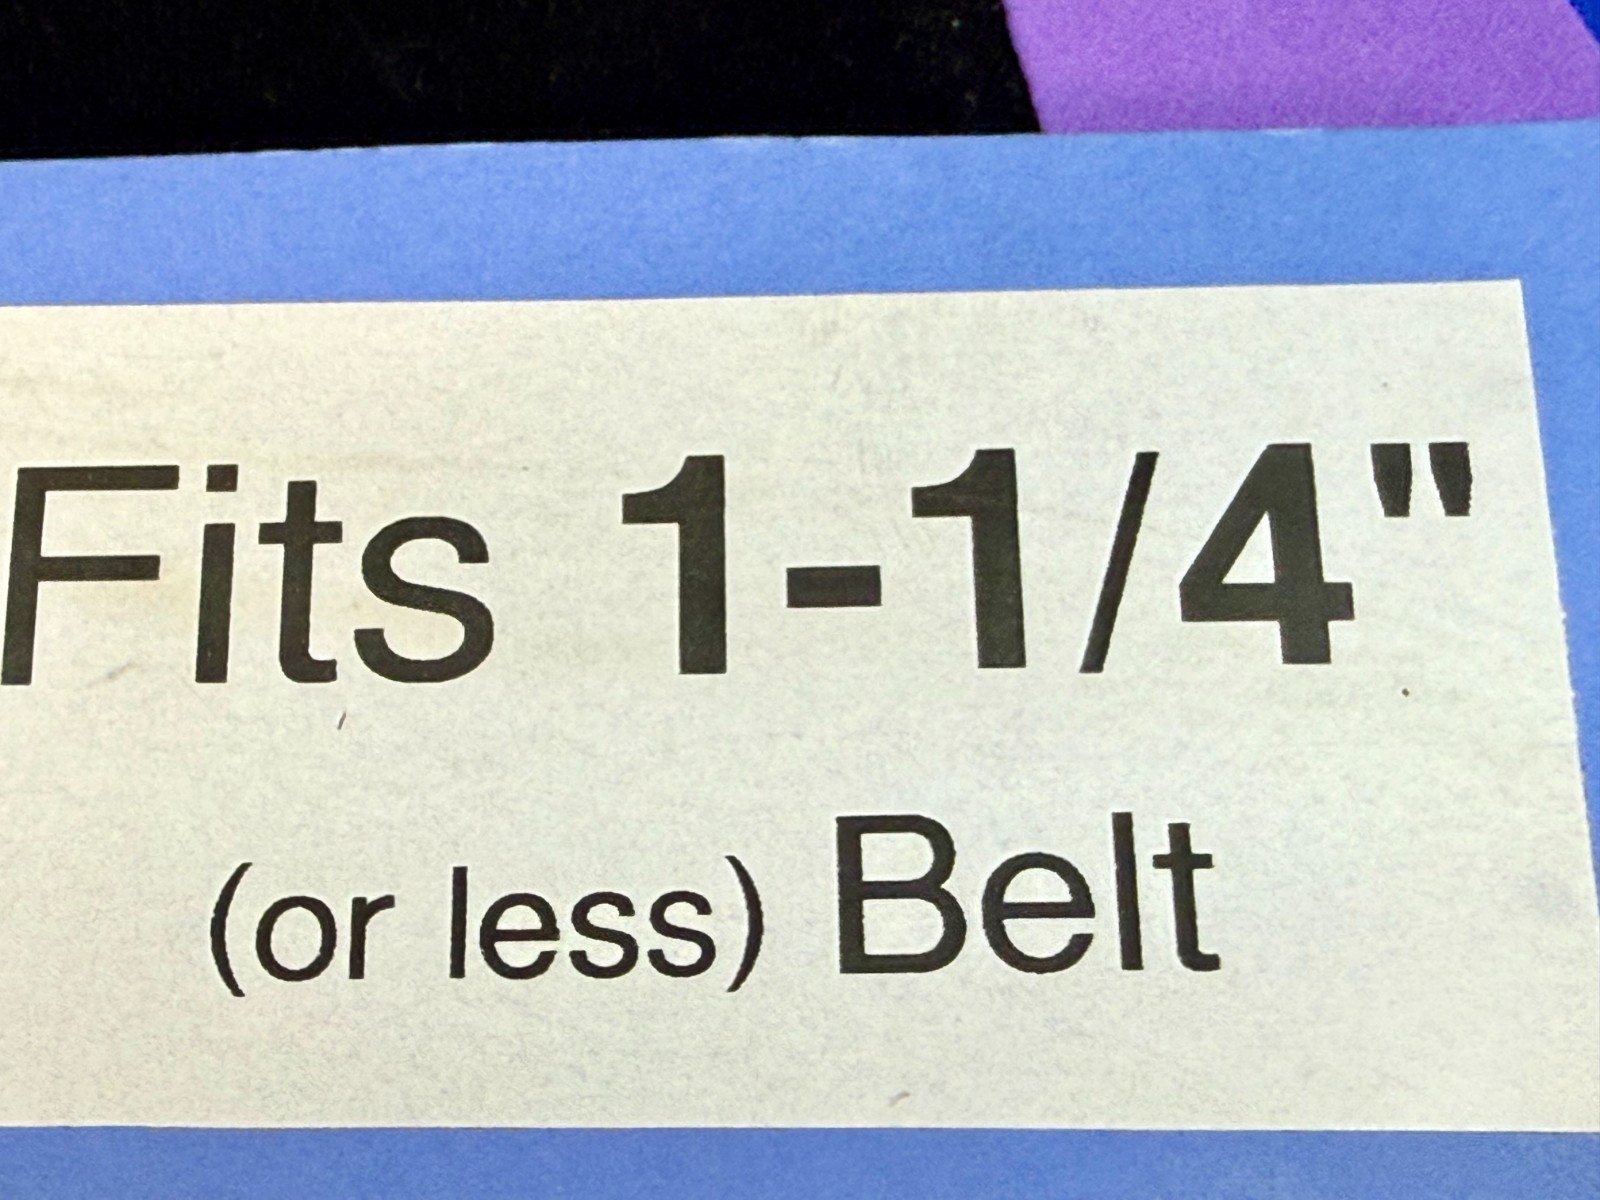 Fits 1-1/4"
(or less) Belt